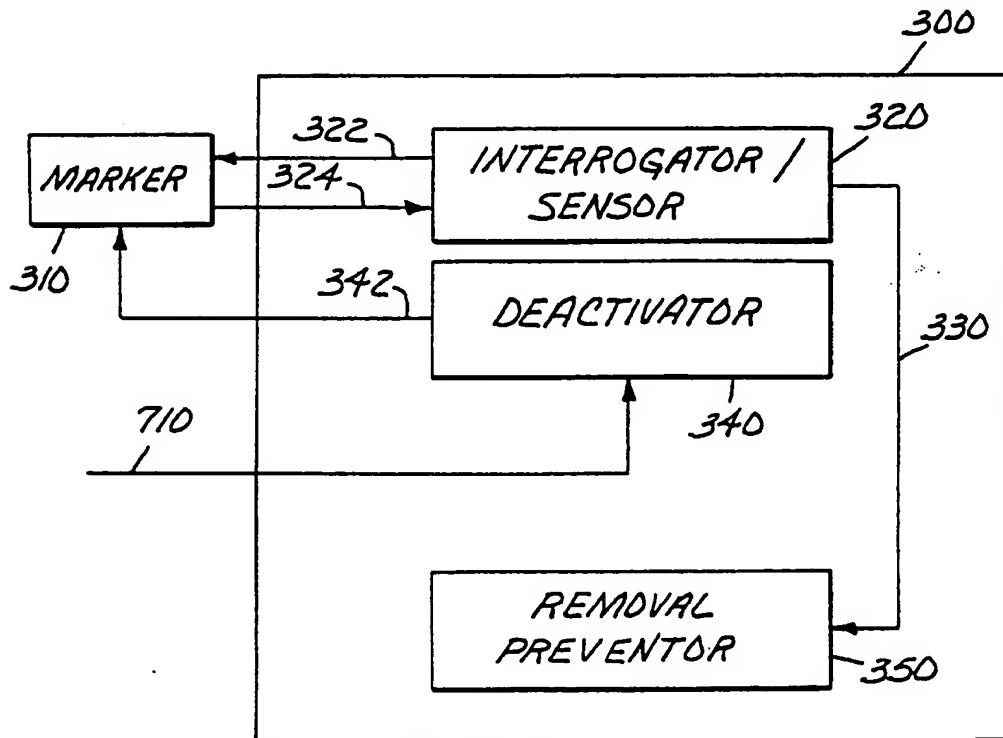 300
322
320
INTERROGATOR /
SENSOR
MARKER
324
310
342
DEACTIVATOR
330
710
340
REMOVAL
PREVENTOR
350